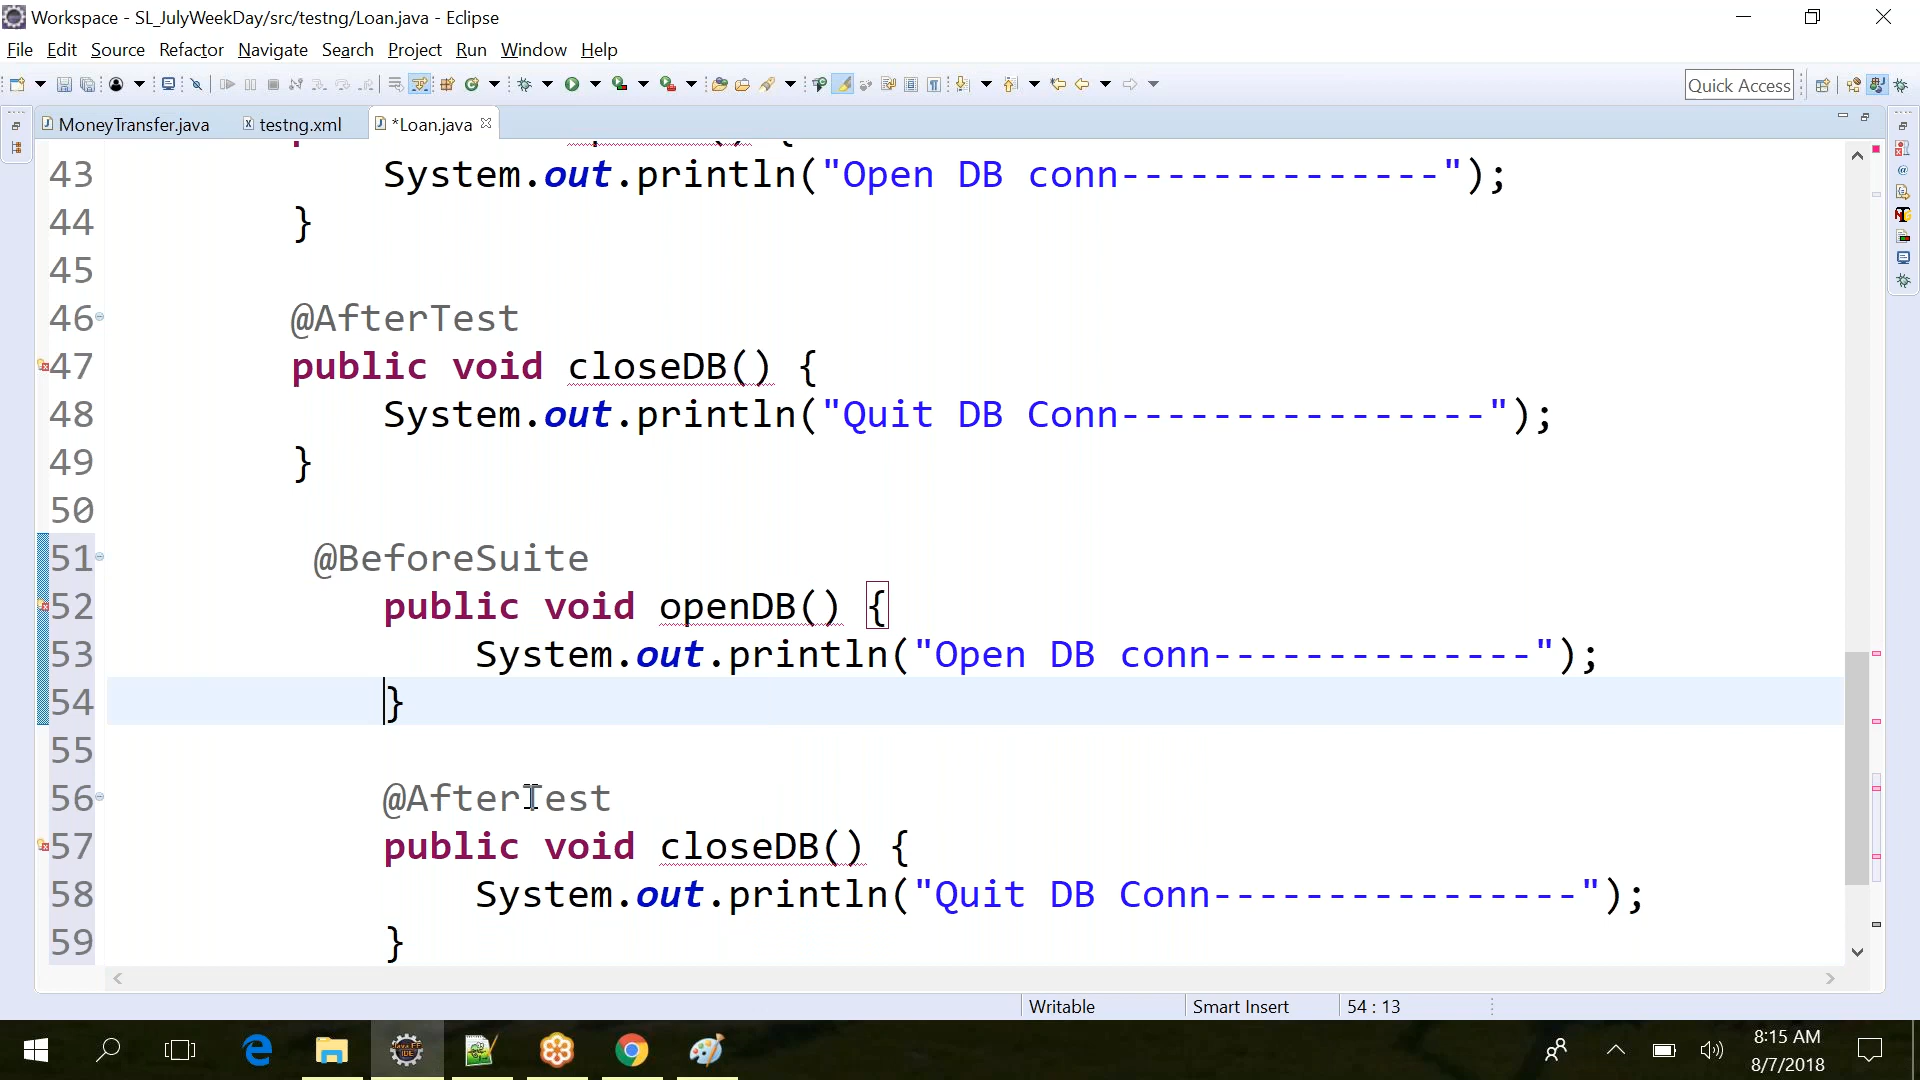 Workspace - SL_JulyWeekDay/src/testng/Loan.java - Eclipse
File Edit Source Refactor Navigate Search Project Run Window Help
Quick Access
MoneyTransfer.java testng.xml *Loan.java
43 System.out.println("Open DB conn--------------");
44 }
45
46 @AfterTest
47 public void closeDB() {
48 System.out.println("Quit DB Conn----------------");
49 }
50
51 @BeforeSuite
52 public void openDB() {
53 System.out.println("Open DB conn--------------");
54 }
55
56 @AfterTest
57 public void closeDB() {
58 System.out.println("Quit DB Conn----------------");
59 }
Writable Smart Insert 54 : 13
8:15 AM
8/7/2018